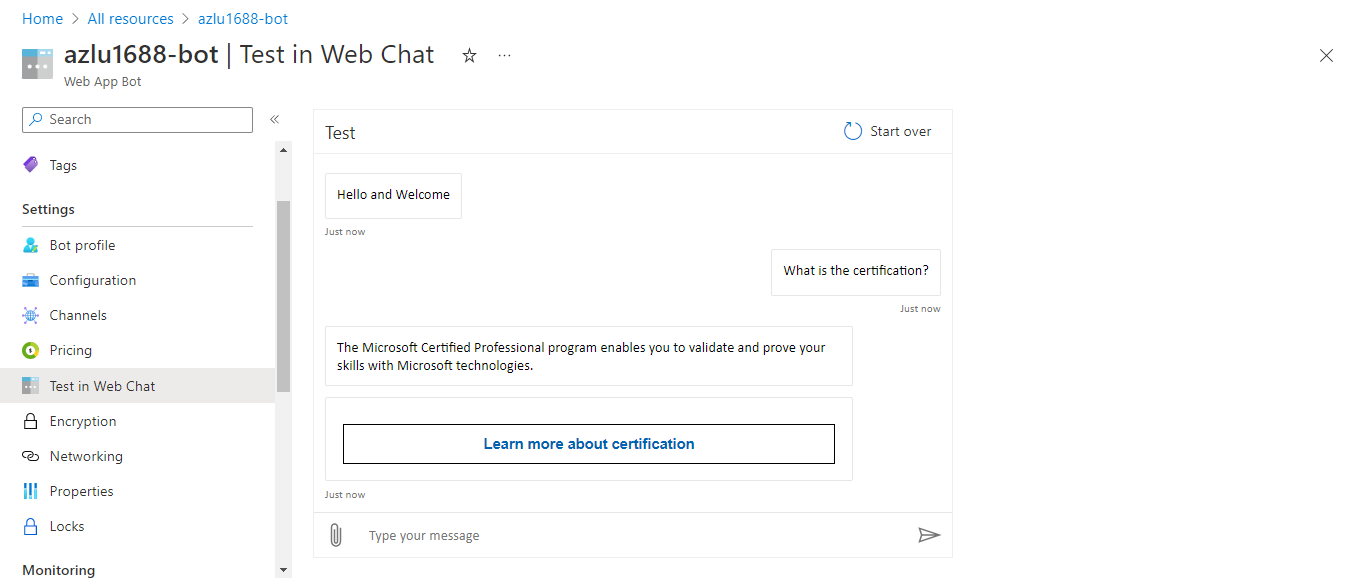 Home > All resources > azlu1688-bot
azlu1688-bot | Test in Web Chat
Web App Bot
Search
Tags
Settings
Bot profile
Configuration
Channels
Pricing
Test in Web Chat
Encryption
Networking
Properties
Locks
Monitoring
Test
Start over
Hello and Welcome
Just now
What is the certification?
Just now
The Microsoft Certified Professional program enables you to validate and prove your
skills with Microsoft technologies.
Learn more about certification
Just now
Type your message